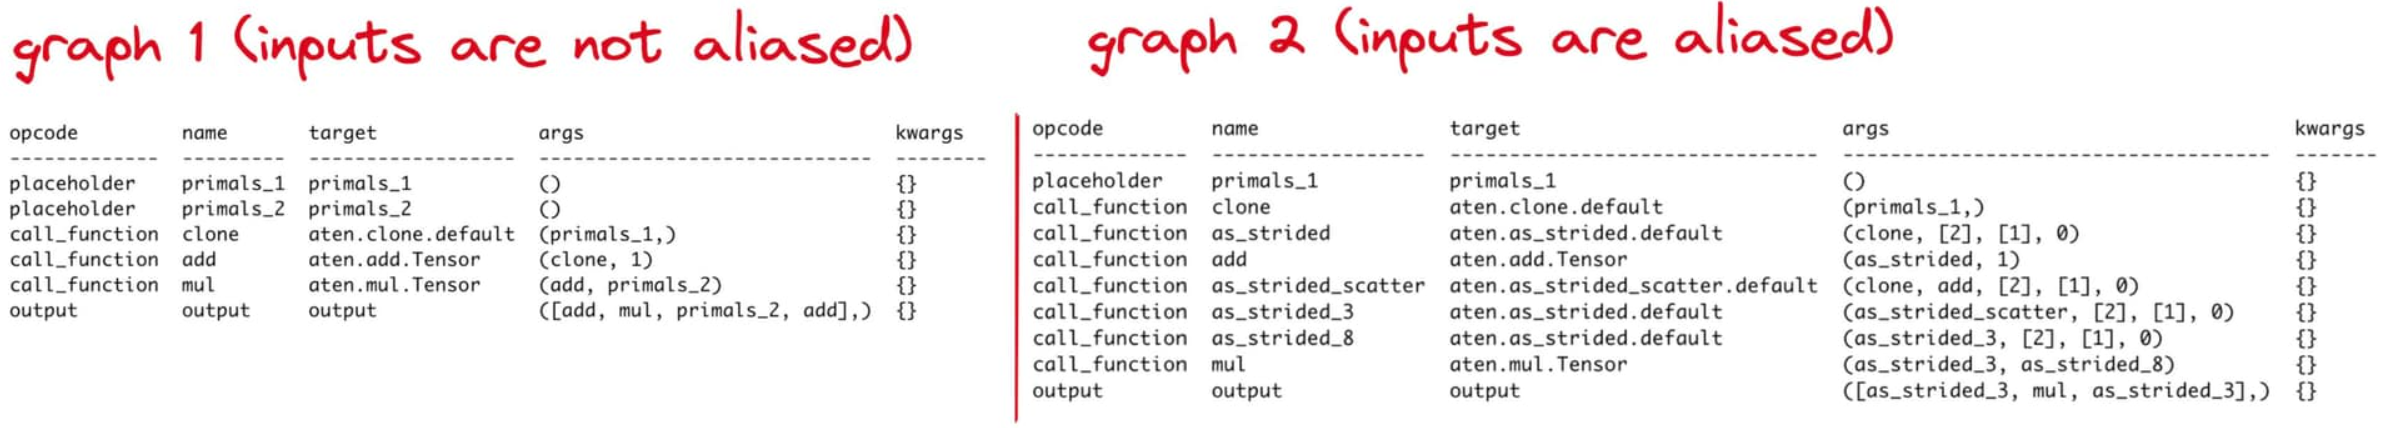 graph 1 (inputs are not aliased)
opcode name target args kwargs
------------- --------- ------------------ ----------------------------- --------
placeholder primals_1 primals_1 () {}
placeholder primals_2 primals_2 () {}
call_function clone aten.clone.default (primals_1,) {}
call_function add aten.add.Tensor (clone, 1) {}
call_function mul aten.mul.Tensor (add, primals_2) {}
output output output ([add, mul, primals_2, add],) {}
graph 2 (inputs are aliased)
opcode name target args kwargs
------------- ------------------ -------------------------------- ------------------------------------- -------
placeholder primals_1 primals_1 () {}
call_function clone aten.clone.default (primals_1,) {}
call_function as_strided aten.as_strided.default (clone, [2], [1], 0) {}
call_function add aten.add.Tensor (as_strided, 1) {}
call_function as_strided_scatter aten.as_strided_scatter.default (clone, add, [2], [1], 0) {}
call_function as_strided_3 aten.as_strided.default (as_strided_scatter, [2], [1], 0) {}
call_function as_strided_8 aten.as_strided.default (as_strided_3, [2], [1], 0) {}
call_function mul aten.mul.Tensor (as_strided_3, as_strided_8) {}
output output output ([as_strided_3, mul, as_strided_3],) {}